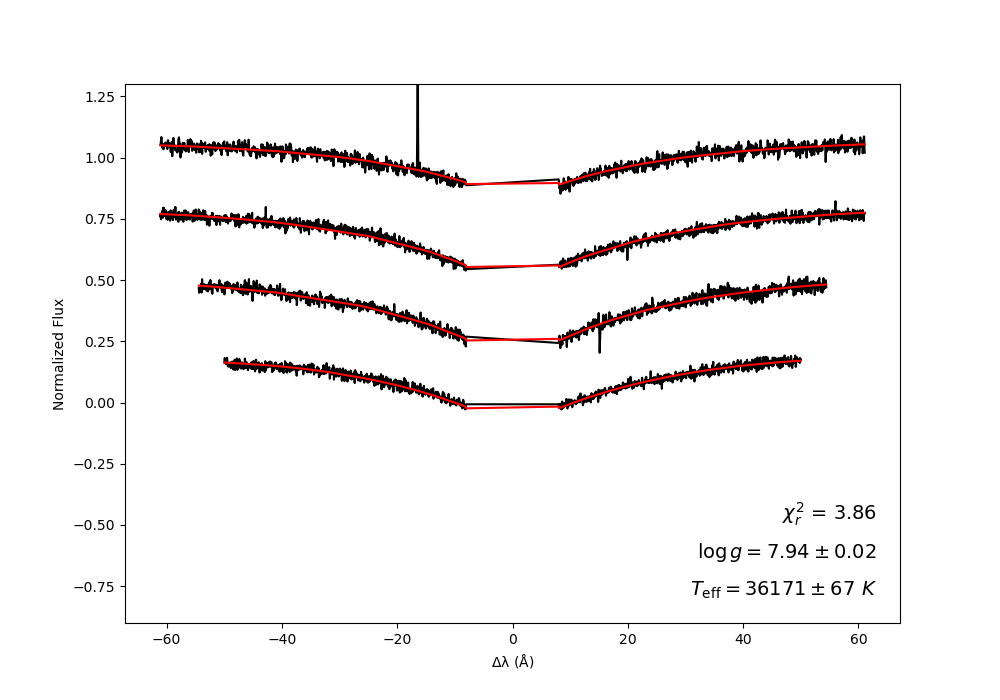 1.25
1.00
0.75
0.50
0.25
0.00
−0.25
−0.50
−0.75
Normalized Flux
χ²ᵣ = 3.86
log g = 7.94 ± 0.02
T_eff = 36171 ± 67 K
−60 −40 −20 0 20 40 60
Δλ (Å)